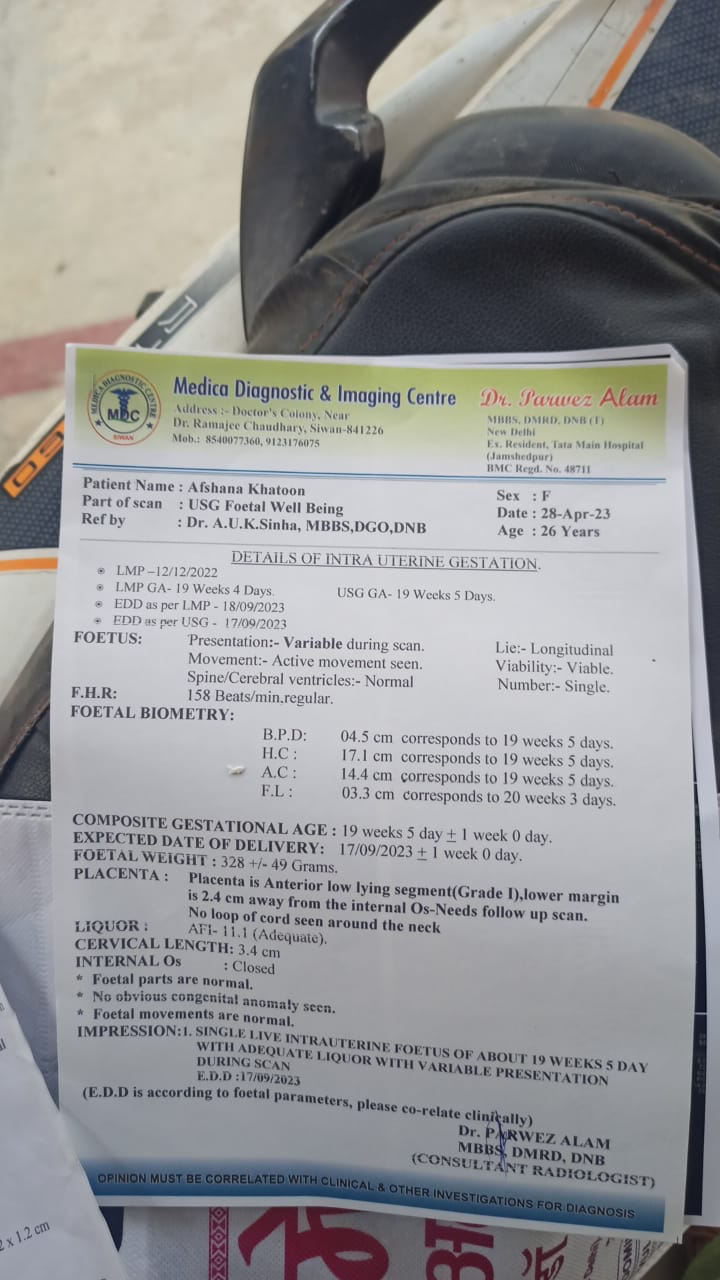 MEDICA DIAGNOSTIC CENTRE
MDC
SIWAN
Medica Diagnostic & Imaging Centre
Address :- Doctor's Colony, Near
Dr. Ramajee Chaudhary, Siwan-841226
Mob.: 8540077360, 9123176075
Dr. Parwez Alam
MBBS, DMRD, DNB (T)
New Delhi
Ex. Resident, Tata Main Hospital
(Jamshedpur)
BMC Regd. No. 48711
Patient Name : Afshana Khatoon
Part of scan : USG Foetal Well Being
Ref by : Dr. A.U.K.Sinha, MBBS,DGO,DNB
Sex : F
Date : 28-Apr-23
Age : 26 Years
DETAILS OF INTRA UTERINE GESTATION.
LMP –12/12/2022
LMP GA- 19 Weeks 4 Days. USG GA- 19 Weeks 5 Days.
EDD as per LMP - 18/09/2023
EDD as per USG - 17/09/2023
FOETUS: Presentation:- Variable during scan. Lie:- Longitudinal
Movement:- Active movement seen. Viability:- Viable.
Spine/Cerebral ventricles:- Normal Number:- Single.
F.H.R: 158 Beats/min,regular.
FOETAL BIOMETRY:
B.P.D: 04.5 cm corresponds to 19 weeks 5 days.
H.C : 17.1 cm corresponds to 19 weeks 5 days.
A.C : 14.4 cm corresponds to 19 weeks 5 days.
F.L : 03.3 cm corresponds to 20 weeks 3 days.
COMPOSITE GESTATIONAL AGE : 19 weeks 5 day ± 1 week 0 day.
EXPECTED DATE OF DELIVERY: 17/09/2023 ± 1 week 0 day.
FOETAL WEIGHT : 328 +/- 49 Grams.
PLACENTA : Placenta is Anterior low lying segment(Grade I),lower margin
is 2.4 cm away from the internal Os-Needs follow up scan.
No loop of cord seen around the neck
LIQUOR : AFI- 11.1 (Adequate).
CERVICAL LENGTH: 3.4 cm
INTERNAL Os : Closed
* Foetal parts are normal.
* No obvious congenital anomaly seen.
* Foetal movements are normal.
IMPRESSION:1. SINGLE LIVE INTRAUTERINE FOETUS OF ABOUT 19 WEEKS 5 DAY
WITH ADEQUATE LIQUOR WITH VARIABLE PRESENTATION
DURING SCAN
E.D.D :17/09/2023
(E.D.D is according to foetal parameters, please co-relate clinically)
Dr. PARWEZ ALAM
MBBS, DMRD, DNB
(CONSULTANT RADIOLOGIST)
OPINION MUST BE CORRELATED WITH CLINICAL & OTHER INVESTIGATIONS FOR DIAGNOSIS
x 1.2 cm